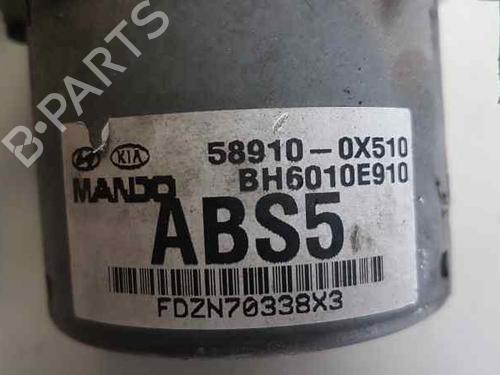 B-PARTS
KIA
58910-0X510
MANDO
BH6010E910
ABS5
FDZN70338X3